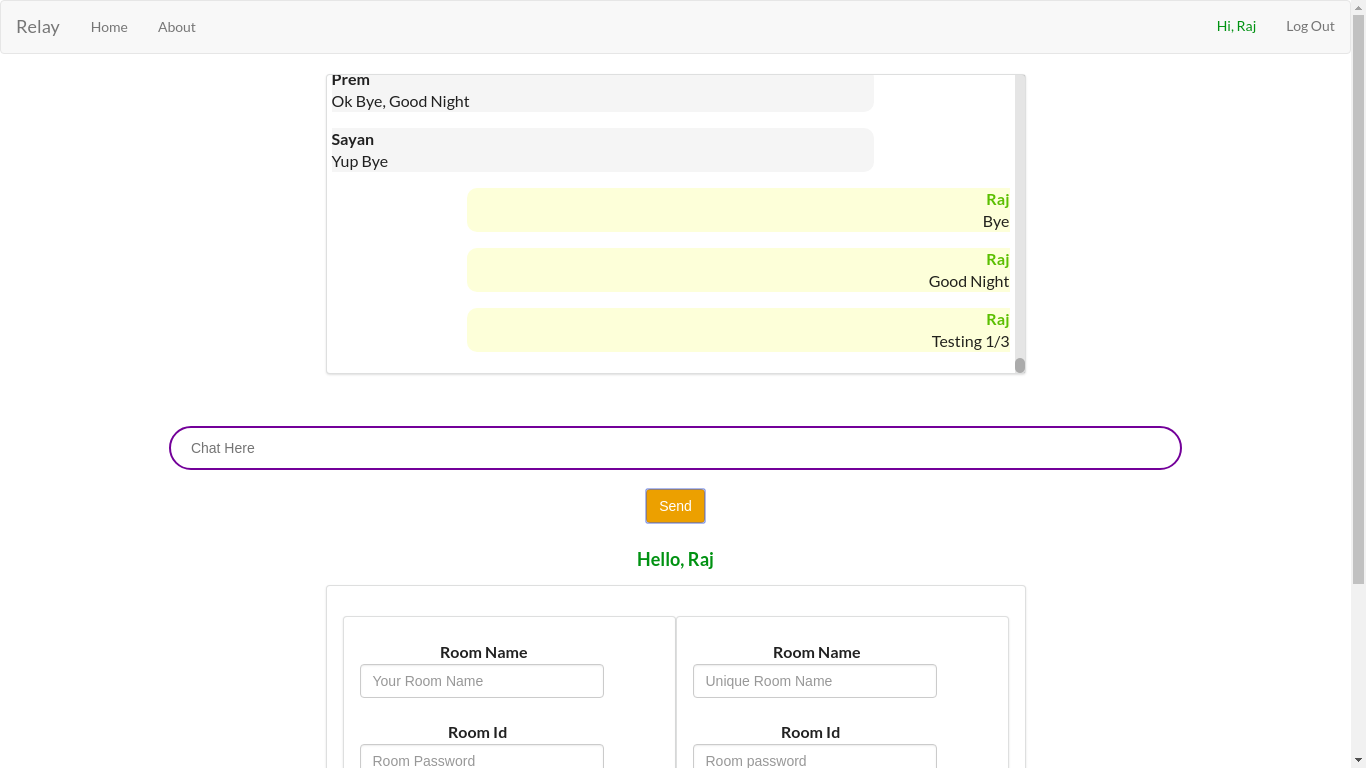 Relay Home About Hi, Raj Log Out
Prem
Ok Bye, Good Night
Sayan
Yup Bye
Raj
Bye
Raj
Good Night
Raj
Testing 1/3
Chat Here
Send
Hello, Raj
Room Name Room Name
Your Room Name Unique Room Name
Room Id Room Id
Room Password Room password